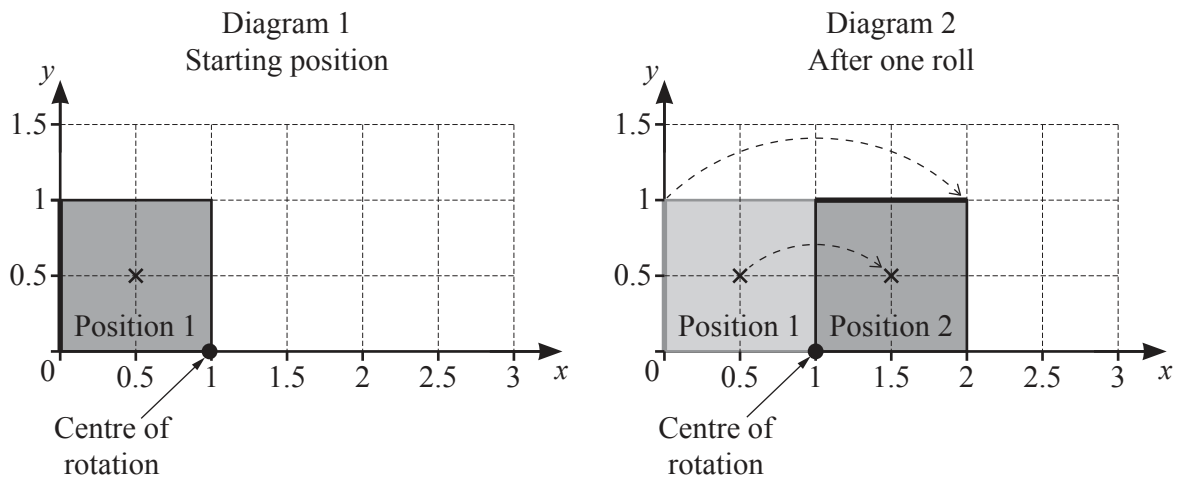 Diagram 1
Starting position
y
1.5
1
0.5
Position 1
0
0.5
1
1.5
2
2.5
3
x
Centre of
rotation
Diagram 2
After one roll
y
1.5
1
0.5
Position 1
Position 2
0
0.5
1
1.5
2
2.5
3
x
Centre of
rotation